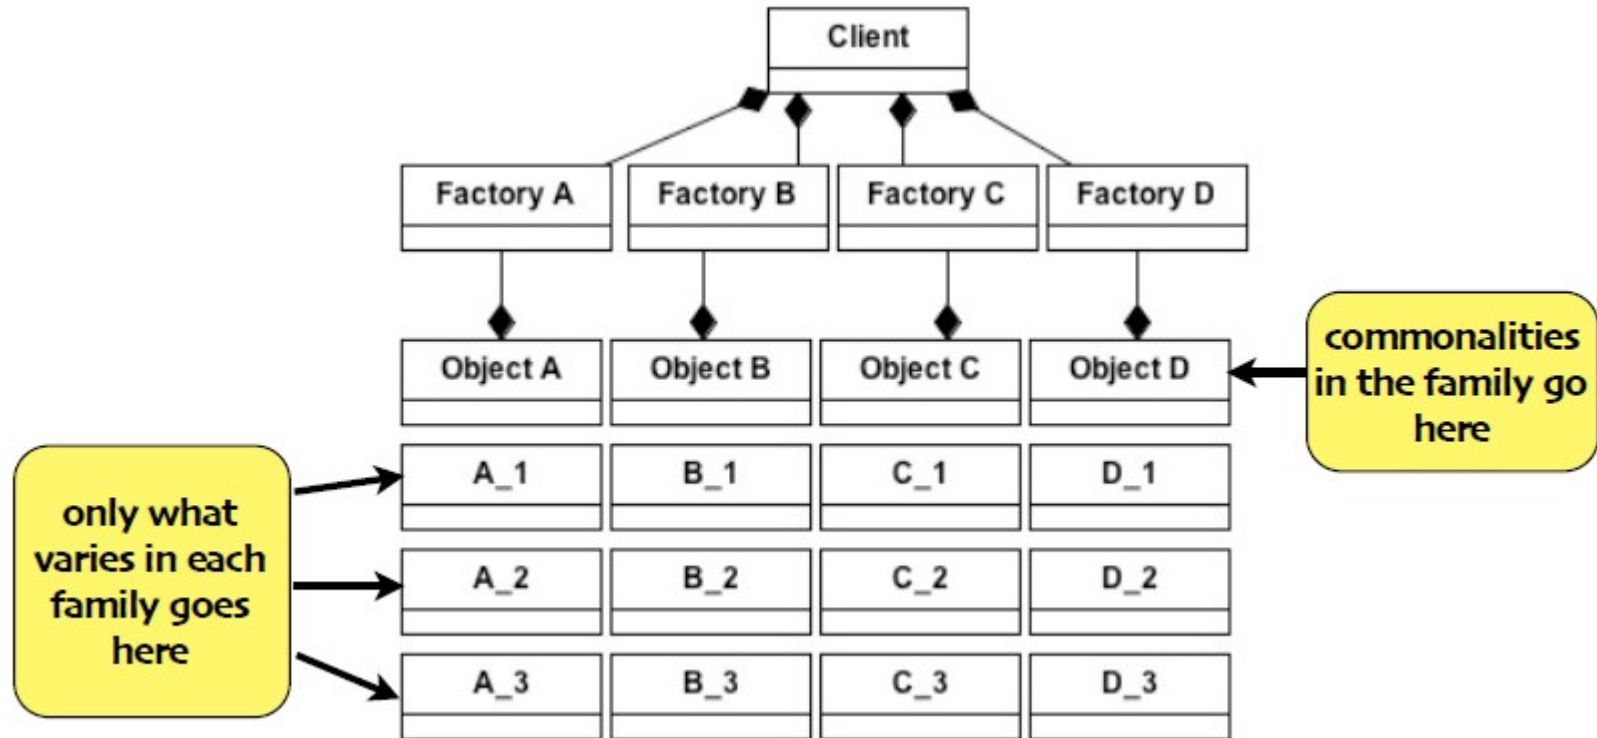 Client
Factory A
Factory B
Factory C
Factory D
Object A
Object B
Object C
Object D
commonalities
in the family go
here
A_1
B_1
C_1
D_1
only what
varies in each
family goes
here
A_2
B_2
C_2
D_2
A_3
B_3
C_3
D_3